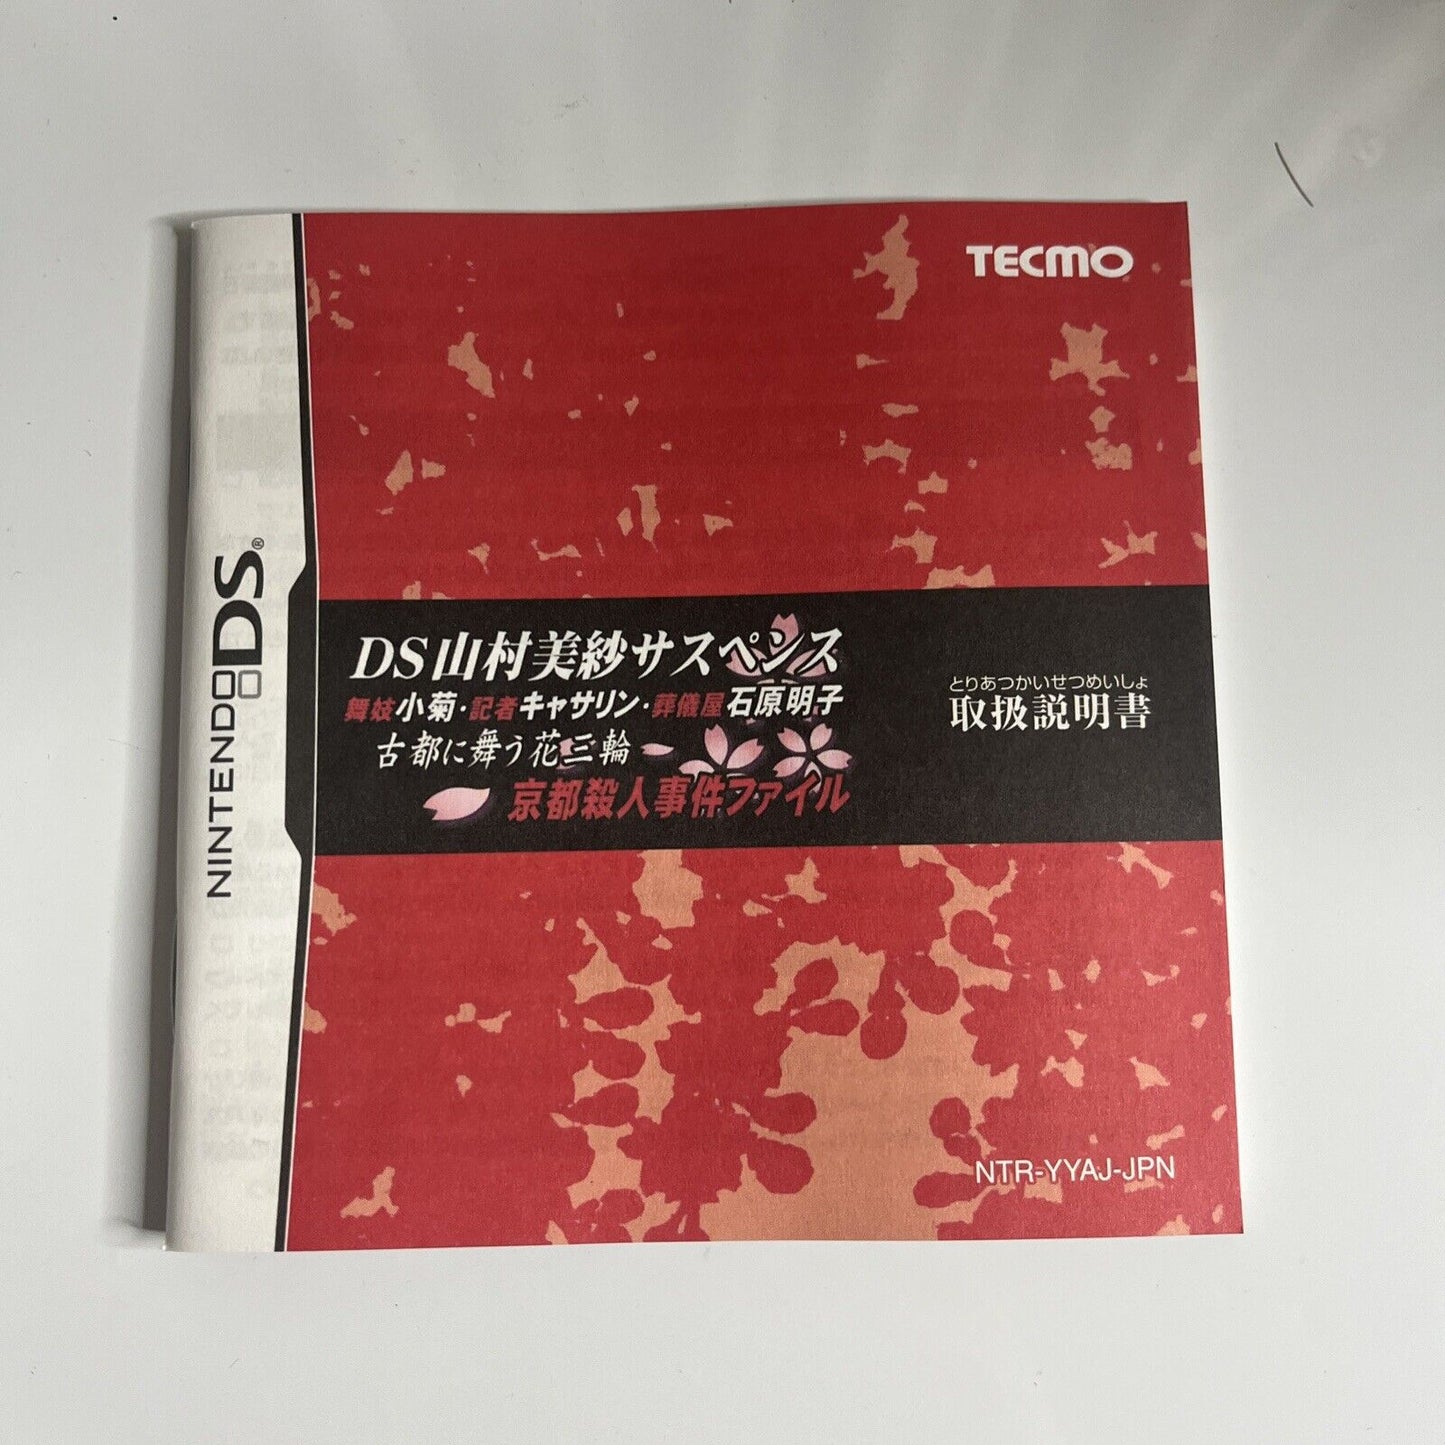 TECMO
NINTENDO DS®
DS山村美紗サスペンス
舞妓小菊・記者キャサリン・葬儀屋石原明子
古都に舞う花三輪
京都殺人事件ファイル
とりあつかいせつめいしょ
取扱説明書
NTR-YYAJ-JPN